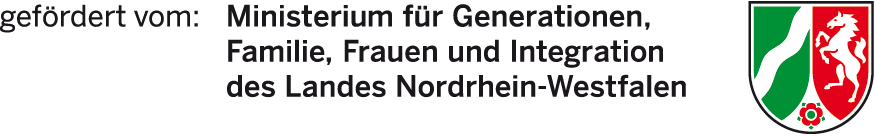 gefördert vom: Ministerium für Generationen,
Familie, Frauen und Integration
des Landes Nordrhein-Westfalen